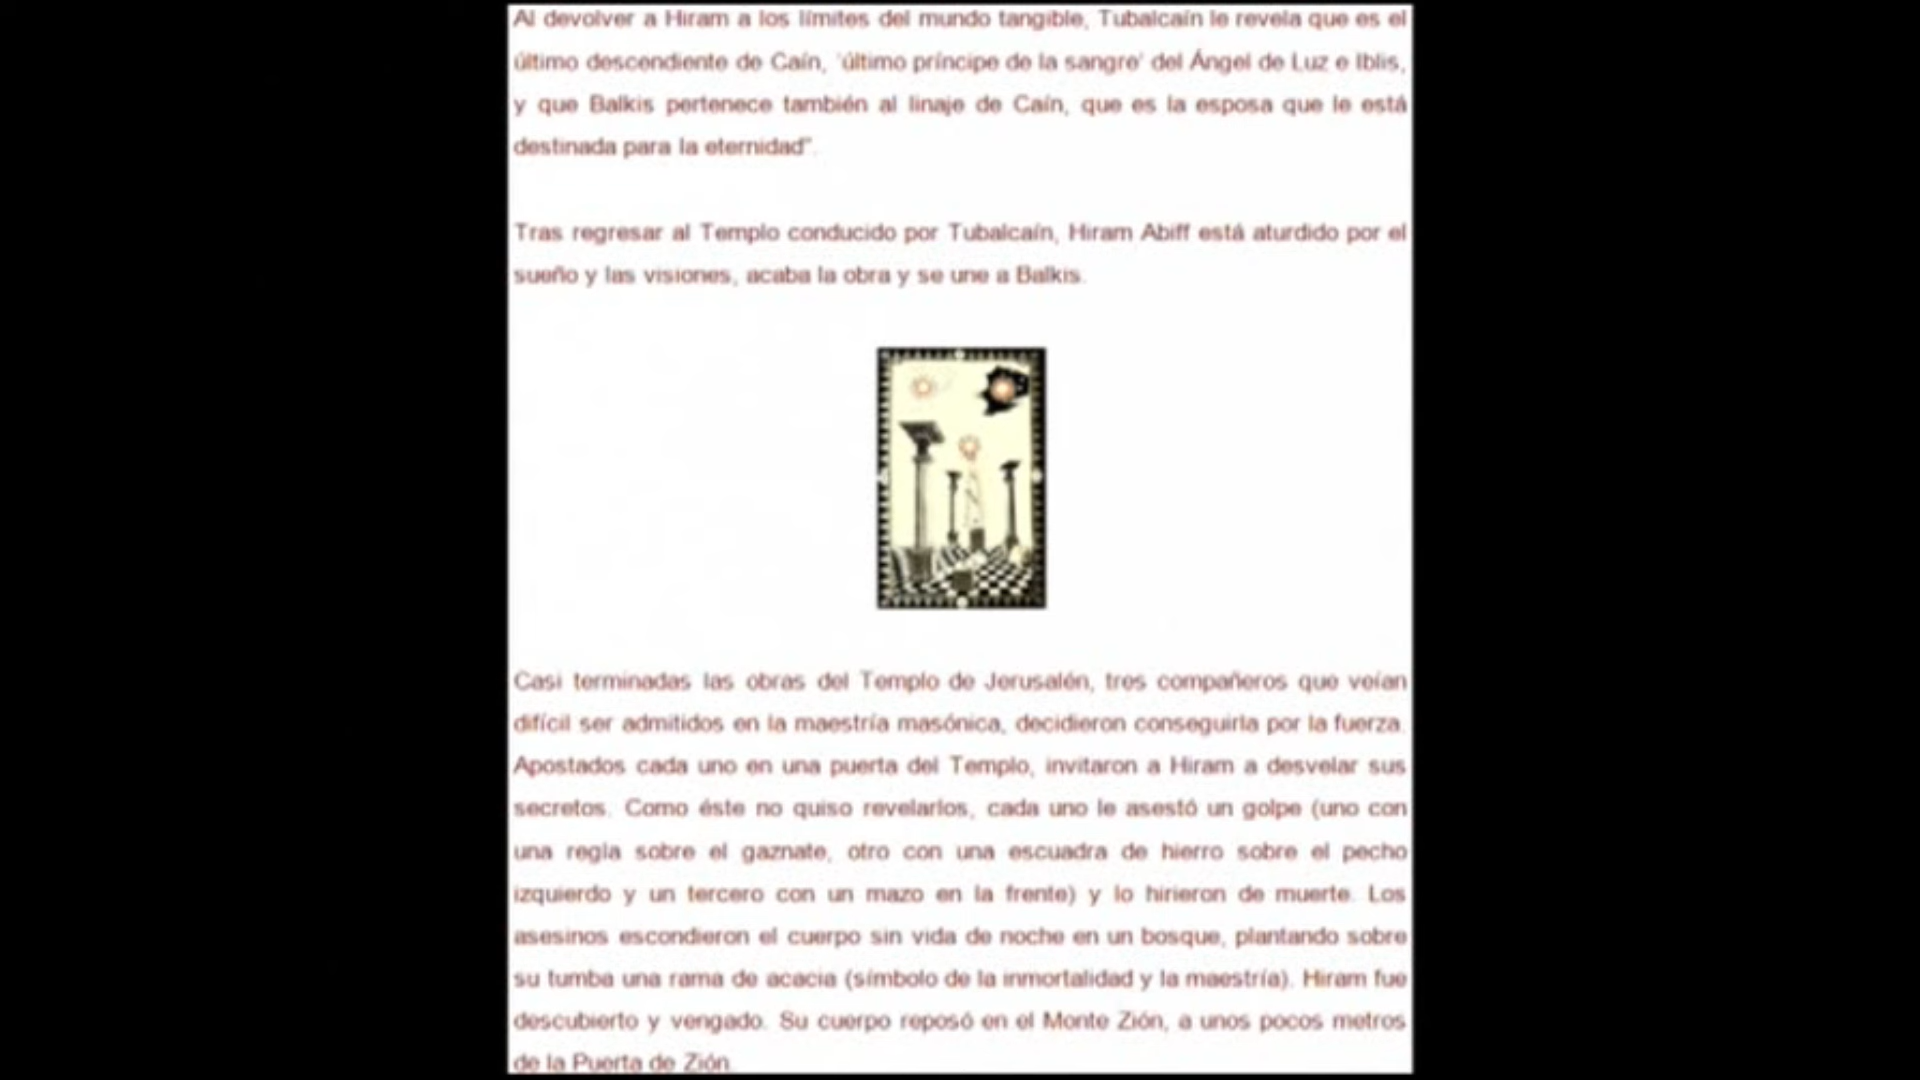 Al devolver a Hiram a los límites del mundo tangible, Tubalcaín le revela que es el
último descendiente de Caín, 'último príncipe de la sangre' del Ángel de Luz e Iblis,
y que Balkis pertenece también al linaje de Caín, que es la esposa que le está
destinada para la eternidad".
Tras regresar al Templo conducido por Tubalcaín, Hiram Abiff está aturdido por el
sueño y las visiones, acaba la obra y se une a Balkis.
Casi terminadas las obras del Templo de Jerusalén, tres compañeros que veían
difícil ser admitidos en la maestría masónica, decidieron conseguirla por la fuerza.
Apostados cada uno en una puerta del Templo, invitaron a Hiram a desvelar sus
secretos. Como éste no quiso revelarlos, cada uno le asestó un golpe (uno con
una regla sobre el gaznate, otro con una escuadra de hierro sobre el pecho
izquierdo y un tercero con un mazo en la frente) y lo hirieron de muerte. Los
asesinos escondieron el cuerpo sin vida de noche en un bosque, plantando sobre
su tumba una rama de acacia (símbolo de la inmortalidad y la maestría). Hiram fue
descubierto y vengado. Su cuerpo reposó en el Monte Zión, a unos pocos metros
de la Puerta de Zión.